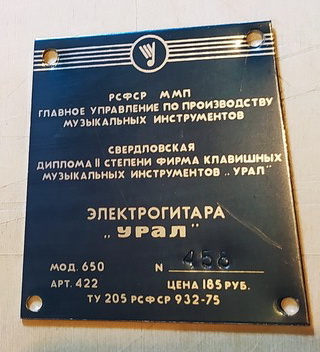 РСФСР ММП
ГЛАВНОЕ УПРАВЛЕНИЕ ПО ПРОИЗВОДСТВУ
МУЗЫКАЛЬНЫХ ИНСТРУМЕНТОВ
СВЕРДЛОВСКАЯ
ДИПЛОМА II СТЕПЕНИ ФИРМА КЛАВИШНЫХ
МУЗЫКАЛЬНЫХ ИНСТРУМЕНТОВ „УРАЛ"
ЭЛЕКТРОГИТАРА
„УРАЛ"
МОД. 650 N 456
АРТ. 422 ЦЕНА 185 РУБ.
ТУ 205 РСФСР 932-75